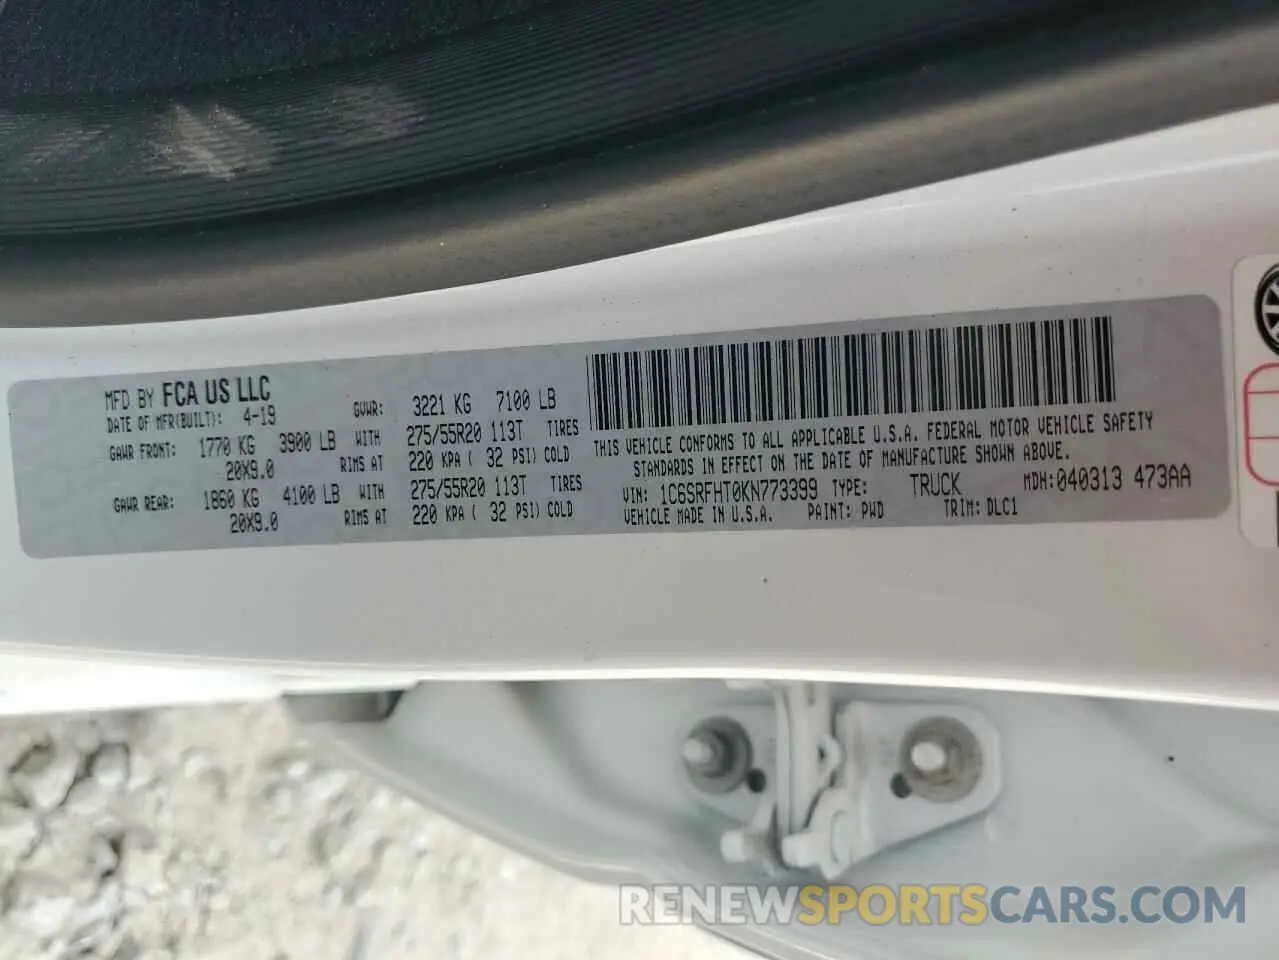 MFD BY FCA US LLC
DATE OF MFR(BUILT): 4-19 GVWR: 3221 KG 7100 LB
GAWR FRONT: 1770 KG 3900 LB WITH 275/55R20 113T TIRES
20X9.0 RIMS AT 220 KPA ( 32 PSI) COLD
GAWR REAR: 1860 KG 4100 LB WITH 275/55R20 113T TIRES
20X9.0 RIMS AT 220 KPA ( 32 PSI) COLD
THIS VEHICLE CONFORMS TO ALL APPLICABLE U.S.A. FEDERAL MOTOR VEHICLE SAFETY
STANDARDS IN EFFECT ON THE DATE OF MANUFACTURE SHOWN ABOVE.
VIN: 1C6SRFHT0KN773399 TYPE: TRUCK MDH: 040313 473AA
VEHICLE MADE IN U.S.A. PAINT: PWD TRIM: DLC1
RENEWSPORTSCARS.COM